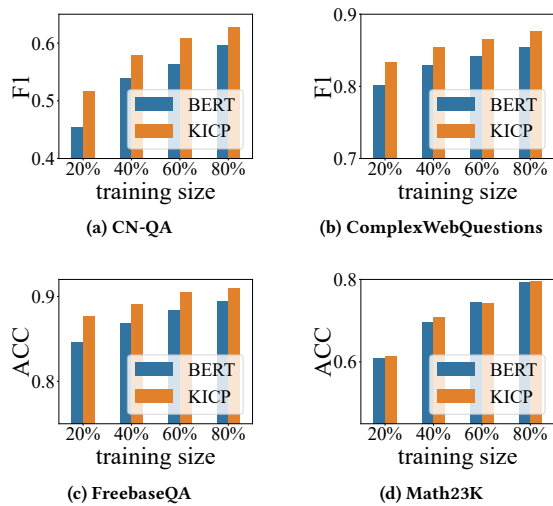 0.6
0.5
0.4
F1
BERT
KICP
20% 40% 60% 80%
training size
(a) CN-QA
0.9
0.8
0.7
F1
BERT
KICP
20% 40% 60% 80%
training size
(b) ComplexWebQuestions
0.9
0.8
ACC
BERT
KICP
20% 40% 60% 80%
training size
(c) FreebaseQA
0.8
0.6
ACC
BERT
KICP
20% 40% 60% 80%
training size
(d) Math23K